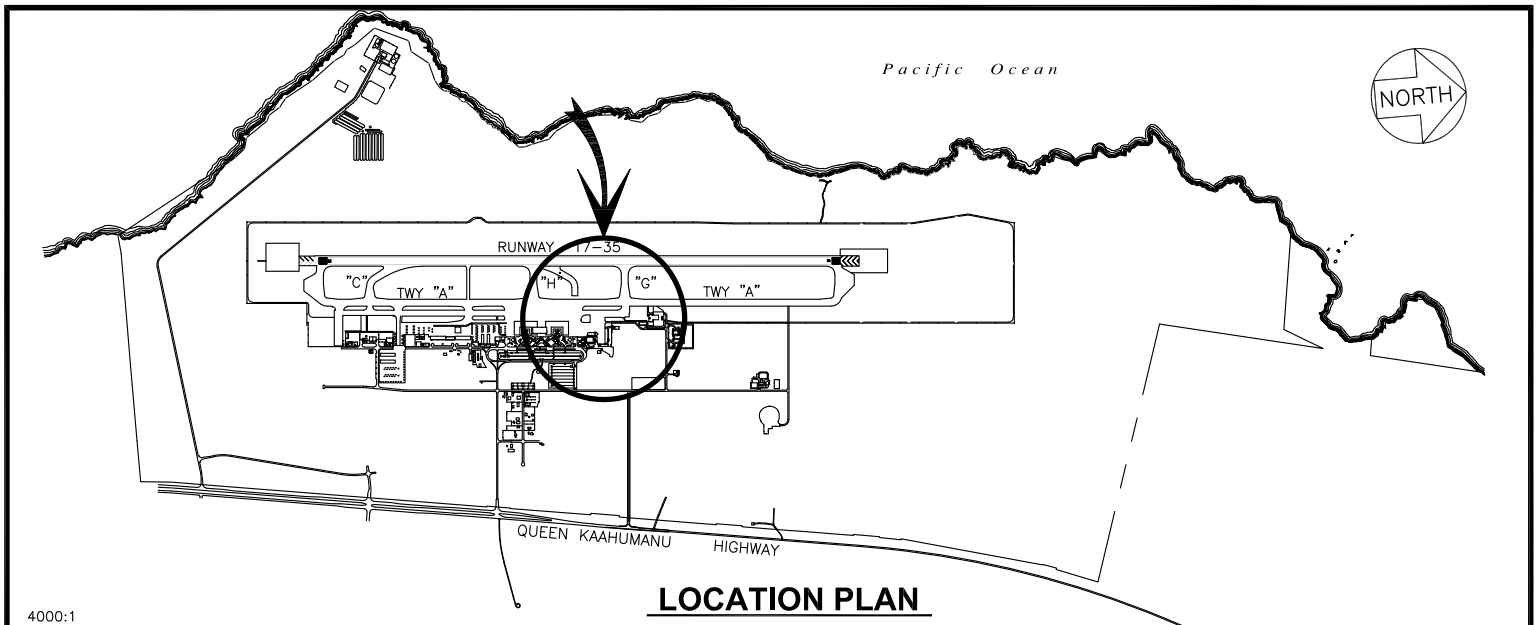 Pacific Ocean
NORTH
RUNWAY 17-35
"C"
TWY "A"
"H"
"G"
TWY "A"
QUEEN KAAHUMANU HIGHWAY
LOCATION PLAN
4000:1